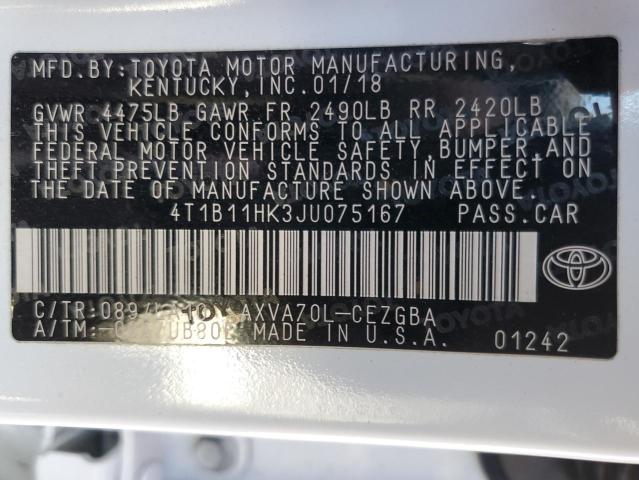 MFD.BY:TOYOTA MOTOR MANUFACTURING,
KENTUCKY, INC.01/18
GVWR 4475LB GAWR FR 2490LB RR 2420LB
THIS VEHICLE CONFORMS TO ALL APPLICABLE
FEDERAL MOTOR VEHICLE SAFETY,BUMPER,AND
THEFT PREVENTION STANDARDS IN EFFECT ON
THE DATE OF MANUFACTURE SHOWN ABOVE.
4T1B11HK3JU075167 PASS.CAR
C/TR: AXVA70L-CEZGBA
A/TM: MADE IN U.S.A. 01242